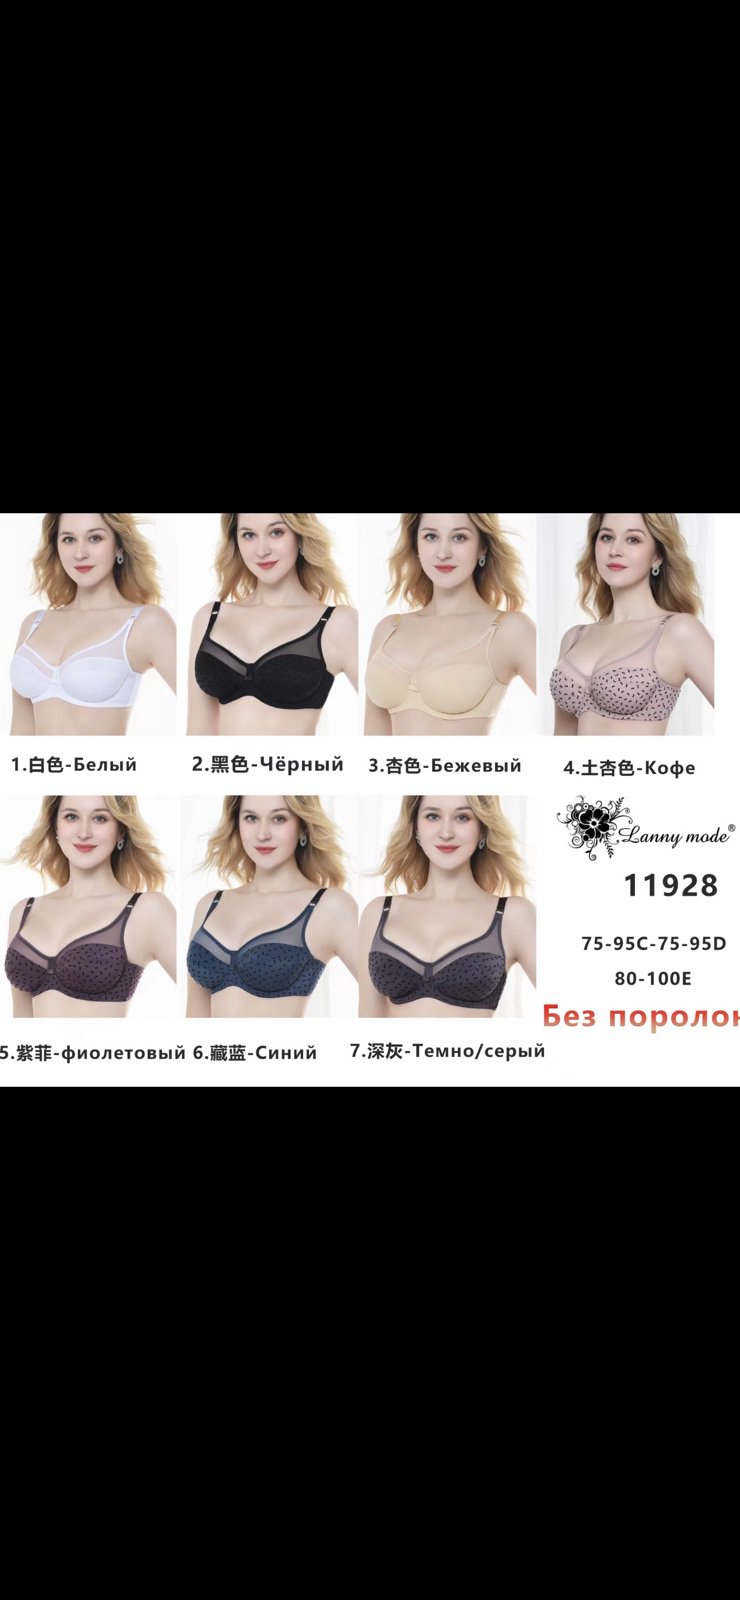 1.白色-Белый
2.黑色-Чёрный
3.杏色-Бежевый
4.土杏色-Кофе
Lanny mode®
11928
75-95C-75-95D
80-100E
Без поролон
5.紫菲-фиолетовый
6.藏蓝-Синий
7.深灰-Темно/серый